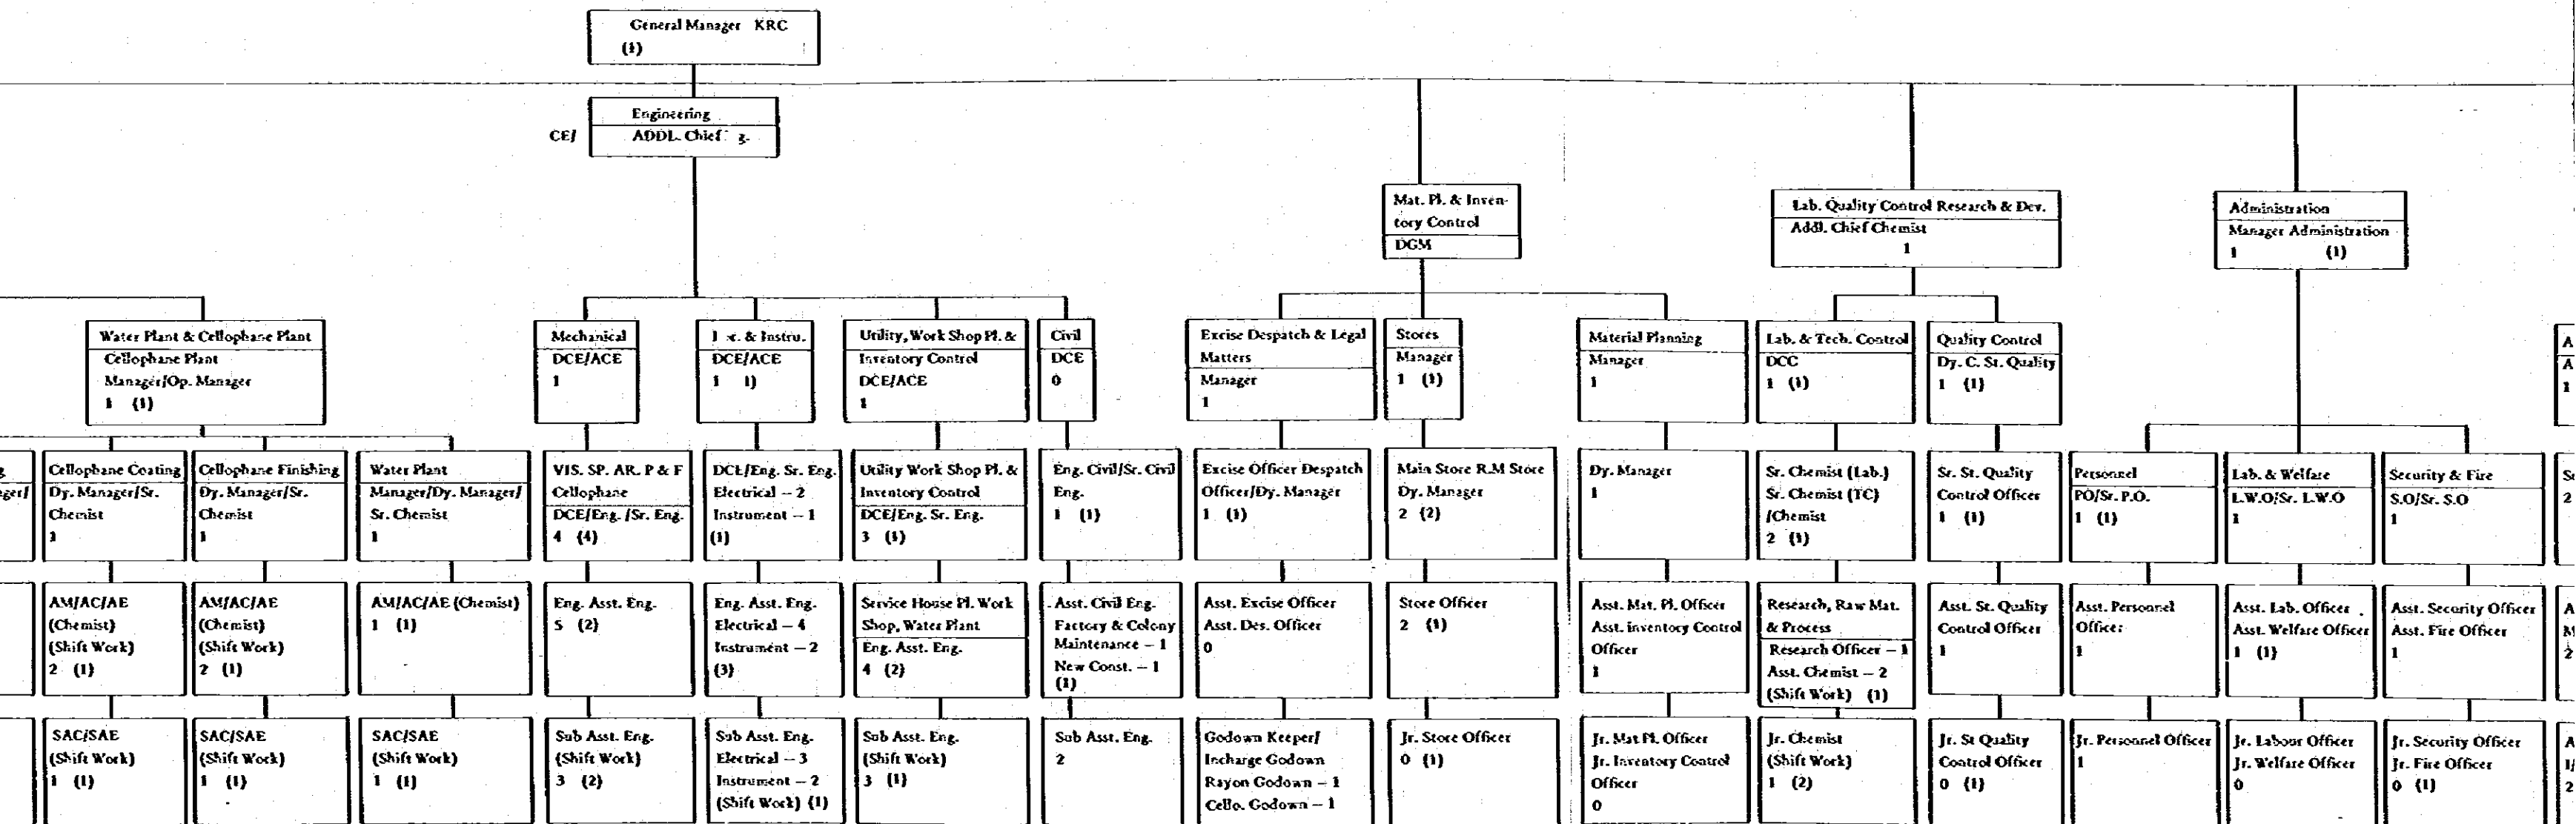 General Manager KRC
(1)
Engineering
CE/ ADDL. Chief
Mat. Pl. & Inven-
tory Control
DGM
Lab. Quality Control Research & Dev.
Addl. Chief Chemist
1
Administration
Manager Administration
1 (1)
Water Plant & Cellophane Plant
Cellophane Plant
Manager/Op. Manager
1 (1)
Mechanical
DCE/ACE
1
& Instru.
DCE/ACE
1 1)
Utility, Work Shop Pl. &
Inventory Control
DCE/ACE
1
Civil
DCE
0
Excise Despatch & Legal
Matters
Manager
1
Stores
Manager
1 (1)
Material Planning
Manager
1
Lab. & Tech. Control
DCC
1 (1)
Quality Control
Dy. C. St. Quality
1 (1)
A
A
1
Cellophane Coating
Dy. Manager/Sr.
Chemist
1
Cellophane Finishing
Dy. Manager/Sr.
Chemist
1
Water Plant
Manager/Dy. Manager/
Sr. Chemist
1
VIS. SP. AR. P & F
Cellophane
DCE/Eng. /Sr. Eng.
4 (4)
DCE/Eng. Sr. Eng.
Electrical – 2
Instrument – 1
(1)
Utility Work Shop Pl. &
Inventory Control
DCE/Eng. Sr. Eng.
3 (1)
Eng. Civil/Sr. Civil
Eng.
1 (1)
Excise Officer Despatch
Officer/Dy. Manager
1 (1)
Main Store R.M Store
Dy. Manager
2 (2)
Dy. Manager
1
Sr. Chemist (Lab.)
Sr. Chemist (TC)
/Chemist
2 (1)
Sr. St. Quality
Control Officer
1 (1)
Personnel
PO/Sr. P.O.
1 (1)
Lab. & Welfare
L.W.O/Sr. L.W.O
1
Security & Fire
S.O/Sr. S.O
1
2
AM/AC/AE
(Chemist)
(Shift Work)
2 (1)
AM/AC/AE
(Chemist)
(Shift Work)
2 (1)
AM/AC/AE (Chemist)
1 (1)
Eng. Asst. Eng.
5 (2)
Eng. Asst. Eng.
Electrical – 4
Instrument – 2
(3)
Service House Pl. Work
Shop, Water Plant
Eng. Asst. Eng.
4 (2)
Asst. Civil Eng.
Factory & Colony
Maintenance – 1
New Const. – 1
(1)
Asst. Excise Officer
Asst. Des. Officer
0
Store Officer
2 (1)
Asst. Mat. Pl. Officer
Asst. inventory Control
Officer
1
Research, Raw Mat.
& Process
Research Officer – 1
Asst. Chemist – 2
(Shift Work) (1)
Asst. St. Quality
Control Officer
1
Asst. Personnel
Officer
1
Asst. Lab. Officer
Asst. Welfare Officer
1 (1)
Asst. Security Officer
Asst. Fire Officer
1
A
M
2
SAC/SAE
(Shift Work)
1 (1)
SAC/SAE
(Shift Work)
1 (1)
SAC/SAE
(Shift Work)
1 (1)
Sub Asst. Eng.
(Shift Work)
3 (2)
Sub Asst. Eng.
Electrical – 3
Instrument – 2
(Shift Work) (1)
Sub Asst. Eng.
(Shift Work)
3 (1)
Sub Asst. Eng.
2
Godown Keeper/
Incharge Godown
Rayon Godown – 1
Cello. Godown – 1
Jr. Store Officer
0 (1)
Jr. Mat Pl. Officer
Jr. Inventory Control
Officer
0
Jr. Chemist
(Shift Work)
1 (2)
Jr. St Quality
Control Officer
0 (1)
Jr. Personnel Officer
1
Jr. Labour Officer
Jr. Welfare Officer
0
Jr. Security Officer
Jr. Fire Officer
0 (1)
A
2